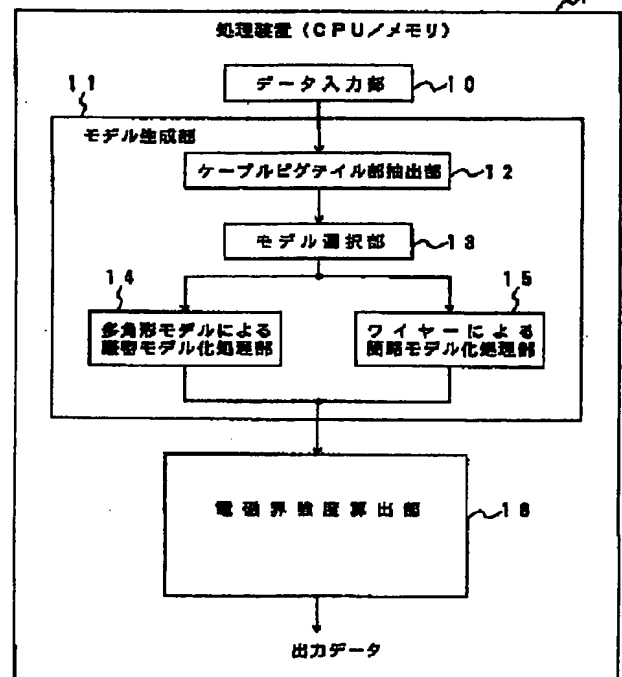 処理装置（CPU／メモリ）
データ入力部
10
11
モデル生成部
ケーブルピグテイル部抽出部
12
モデル選択部
13
14
15
多角形モデルによる
厳密モデル化処理部
ワイヤーによる
簡略モデル化処理部
電磁界強度算出部
16
出力データ